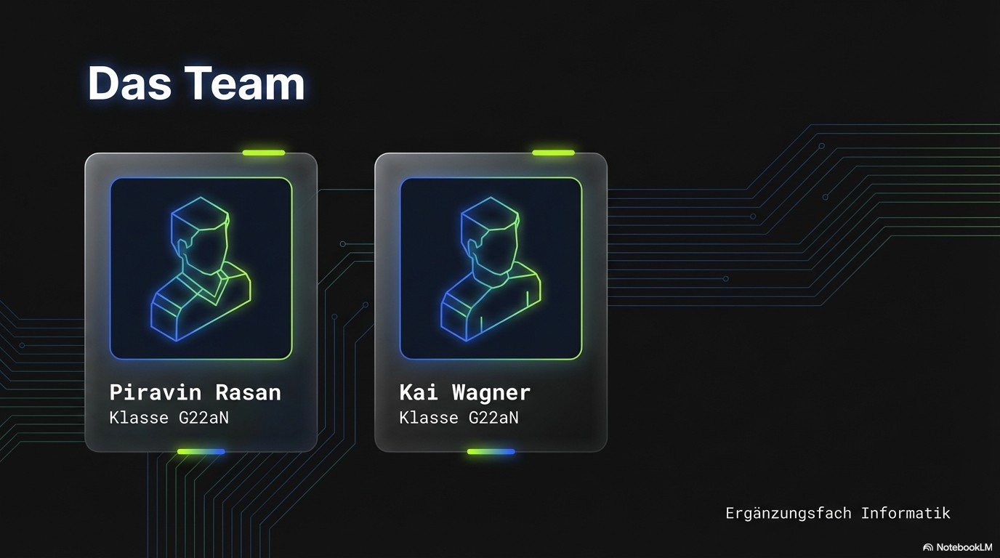 Das Team
Piravin Rasan
Klasse G22aN
Kai Wagner
Klasse G22aN
Ergänzungsfach Informatik
NotebookLM